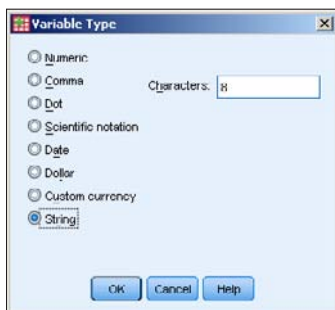 Variable Type
Numeric
Comma
Characters: 8
Dot
Scientific notation
Date
Dollar
Custom currency
String
OK Cancel Help